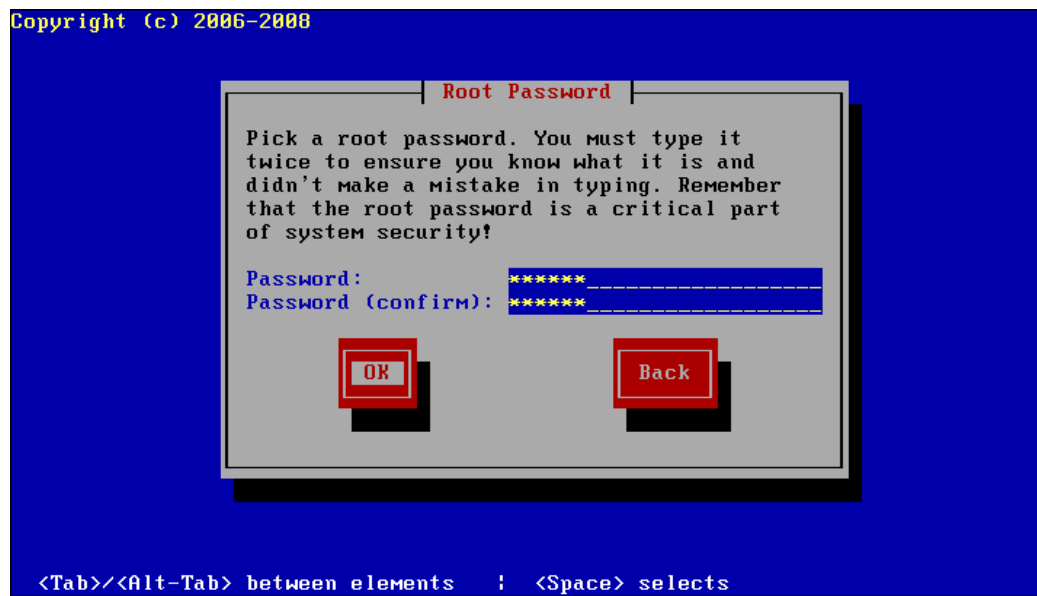 Copyright (c) 2006-2008
Root Password
Pick a root password. You must type it
twice to ensure you know what it is and
didn't make a mistake in typing. Remember
that the root password is a critical part
of system security!
Password: ******__________________
Password (confirm): ******__________________
OK Back
<Tab>/<Alt-Tab> between elements ¦ <Space> selects